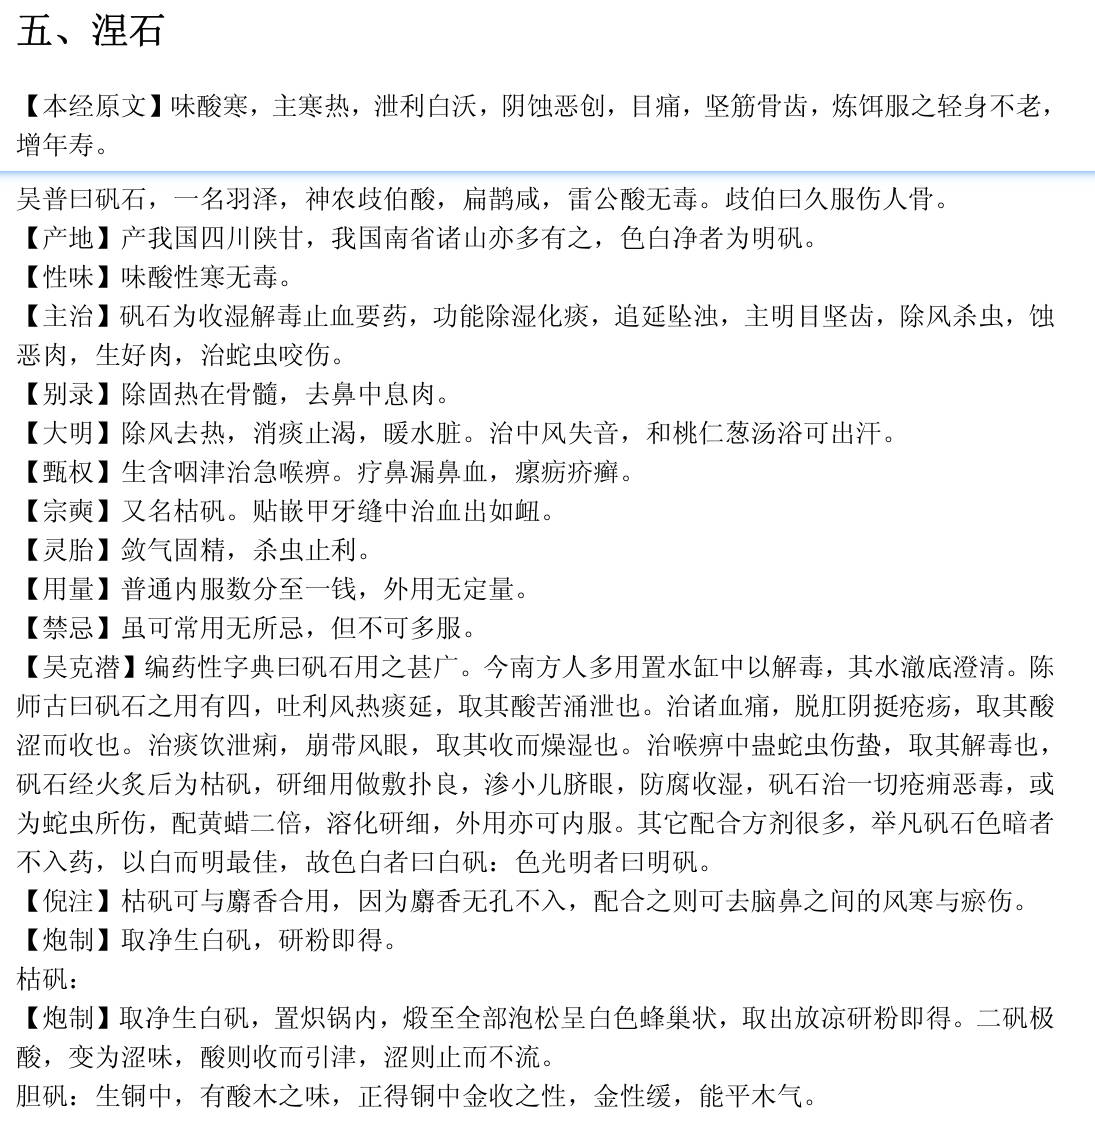 五、涅石
【本经原文】味酸寒，主寒热，泄利白沃，阴蚀恶创，目痛，坚筋骨齿，炼饵服之轻身不老，
增年寿。
吴普曰矾石，一名羽泽，神农歧伯酸，扁鹊咸，雷公酸无毒。歧伯曰久服伤人骨。
【产地】产我国四川陕甘，我国南省诸山亦多有之，色白净者为明矾。
【性味】味酸性寒无毒。
【主治】矾石为收湿解毒止血要药，功能除湿化痰，追延坠浊，主明目坚齿，除风杀虫，蚀
恶肉，生好肉，治蛇虫咬伤。
【别录】除固热在骨髓，去鼻中息肉。
【大明】除风去热，消痰止渴，暖水脏。治中风失音，和桃仁葱汤浴可出汗。
【甄权】生含咽津治急喉痹。疗鼻漏鼻血，瘰疬疥癣。
【宗奭】又名枯矾。贴嵌甲牙缝中治血出如衄。
【灵胎】敛气固精，杀虫止利。
【用量】普通内服数分至一钱，外用无定量。
【禁忌】虽可常用无所忌，但不可多服。
【吴克潜】编药性字典曰矾石用之甚广。今南方人多用置水缸中以解毒，其水澈底澄清。陈
师古曰矾石之用有四，吐利风热痰延，取其酸苦涌泄也。治诸血痛，脱肛阴挺疮疡，取其酸
涩而收也。治痰饮泄痢，崩带风眼，取其收而燥湿也。治喉痹中蛊蛇虫伤蛰，取其解毒也，
矾石经火炙后为枯矾，研细用做敷扑良，渗小儿脐眼，防腐收湿，矾石治一切疮痈恶毒，或
为蛇虫所伤，配黄蜡二倍，溶化研细，外用亦可内服。其它配合方剂很多，举凡矾石色暗者
不入药，以白而明最佳，故色白者曰白矾：色光明者曰明矾。
【倪注】枯矾可与麝香合用，因为麝香无孔不入，配合之则可去脑鼻之间的风寒与瘀伤。
【炮制】取净生白矾，研粉即得。
枯矾：
【炮制】取净生白矾，置炽锅内，煅至全部泡松呈白色蜂巢状，取出放凉研粉即得。二矾极
酸，变为涩味，酸则收而引津，涩则止而不流。
胆矾：生铜中，有酸木之味，正得铜中金收之性，金性缓，能平木气。